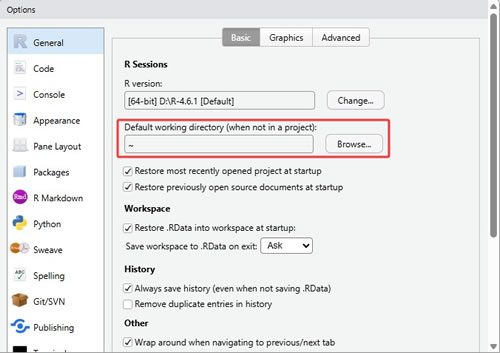 Options
General
Code
Console
Appearance
Pane Layout
Packages
R Markdown
Python
Sweave
Spelling
Git/SVN
Publishing
Basic
Graphics
Advanced
R Sessions
R version:
[64-bit] D:\R-4.6.1 [Default]
Change...
Default working directory (when not in a project):
~
Browse...
Restore most recently opened project at startup
Restore previously open source documents at startup
Workspace
Restore .RData into workspace at startup:
Save workspace to .RData on exit:
Ask
History
Always save history (even when not saving .RData)
Remove duplicate entries in history
Other
Wrap around when navigating to previous/next tab